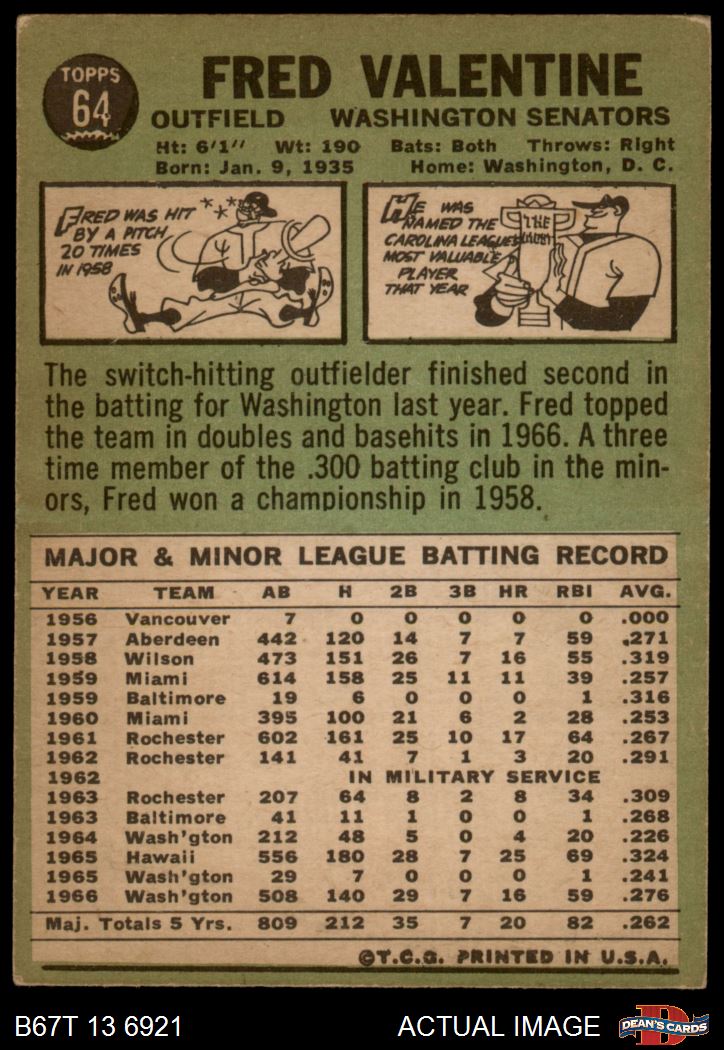 TOPPS
64
FRED VALENTINE
OUTFIELD WASHINGTON SENATORS
Ht: 6'1" Wt: 190 Bats: Both Throws: Right
Born: Jan. 9, 1935 Home: Washington, D. C.
FRED WAS HIT
BY A PITCH
20 TIMES
IN 1958
HE WAS
NAMED THE
CAROLINA LEAGUE'S
MOST VALUABLE
PLAYER
THAT YEAR
THE
The switch-hitting outfielder finished second in
the batting for Washington last year. Fred topped
the team in doubles and basehits in 1966. A three
time member of the .300 batting club in the min-
ors, Fred won a championship in 1958.
MAJOR & MINOR LEAGUE BATTING RECORD
YEAR TEAM AB H 2B 3B HR RBI AVG.
1956 Vancouver 7 0 0 0 0 0 .000
1957 Aberdeen 442 120 14 7 7 59 .271
1958 Wilson 473 151 26 7 16 55 .319
1959 Miami 614 158 25 11 11 39 .257
1959 Baltimore 19 6 0 0 0 1 .316
1960 Miami 395 100 21 6 2 28 .253
1961 Rochester 602 161 25 10 17 64 .267
1962 Rochester 141 41 7 1 3 20 .291
1962 IN MILITARY SERVICE
1963 Rochester 207 64 8 2 8 34 .309
1963 Baltimore 41 11 1 0 0 1 .268
1964 Wash'gton 212 48 5 0 4 20 .226
1965 Hawaii 556 180 28 7 25 69 .324
1965 Wash'gton 29 7 0 0 0 1 .241
1966 Wash'gton 508 140 29 7 16 59 .276
Maj. Totals 5 Yrs. 809 212 35 7 20 82 .262
©T.C.G. PRINTED IN U.S.A.
B67T 13 6921 ACTUAL IMAGE
DEAN'S CARDS